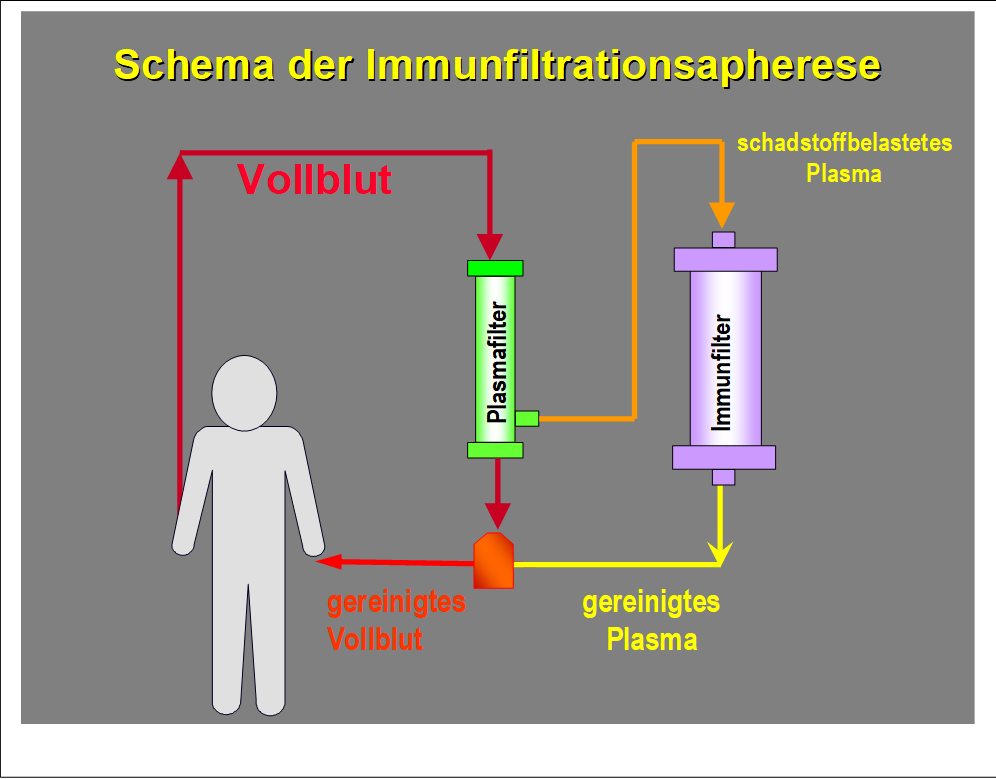 Schema der Immunfiltrationsapherese
schadstoffbelastetes
Plasma
Vollblut
Plasmafilter
Immunfilter
gereinigtes
Vollblut
gereinigtes
Plasma